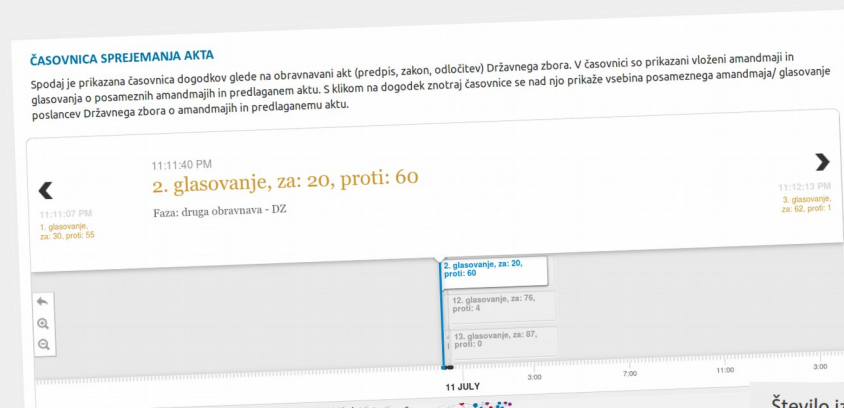 ČASOVNICA SPREJEMANJA AKTA
Spodaj je prikazana časovnica dogodkov glede na obravnavani akt (predpis, zakon, odločitev) Državnega zbora. V časovnici so prikazani vloženi amandmaji in
glasovanja o posameznih amandmajih in predlaganem aktu. S klikom na dogodek znotraj časovnice se nad njo prikaže vsebina posameznega amandmaja/ glasovanje
poslancev Državnega zbora o amandmajih in predlaganemu aktu.
11:11:40 PM
2. glasovanje, za: 20, proti: 60
Faza: druga obravnava - DZ
11:11:07 PM
1. glasovanje,
za: 30, proti: 55
11:12:13 PM
3. glasovanje,
za: 62, proti: 1
2. glasovanje, za: 20,
proti: 60
12. glasovanje, za: 76,
proti: 4
13. glasovanje, za: 87,
proti: 0
11 JULY
3:00
7:00
11:00
3:00
Število